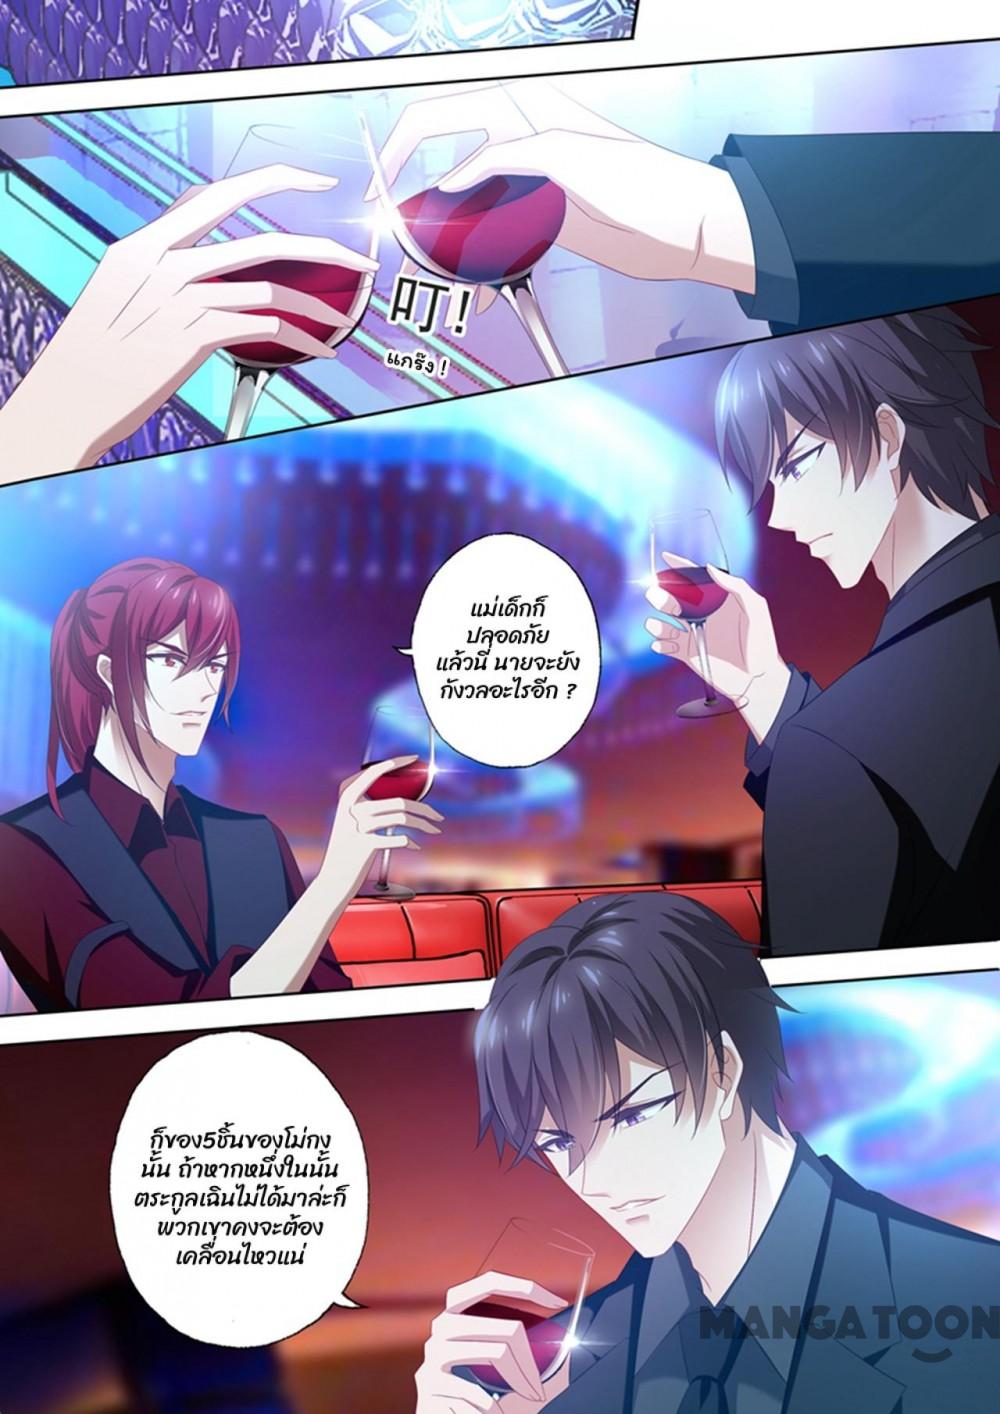 叮!
แกร๊ง !
แม่เด็กก็
ปลอดภัย
แล้วนี่ นายจะยัง
กังวลอะไรอีก ?
ก็ของ5ชิ้นของโม่กง
นั้น ถ้าหากหนึ่งในนั้น
ตระกูลเฉินไม่ได้มาล่ะก็
พวกเขาคงจะต้อง
เคลื่อนไหวแน่
MANGATOON